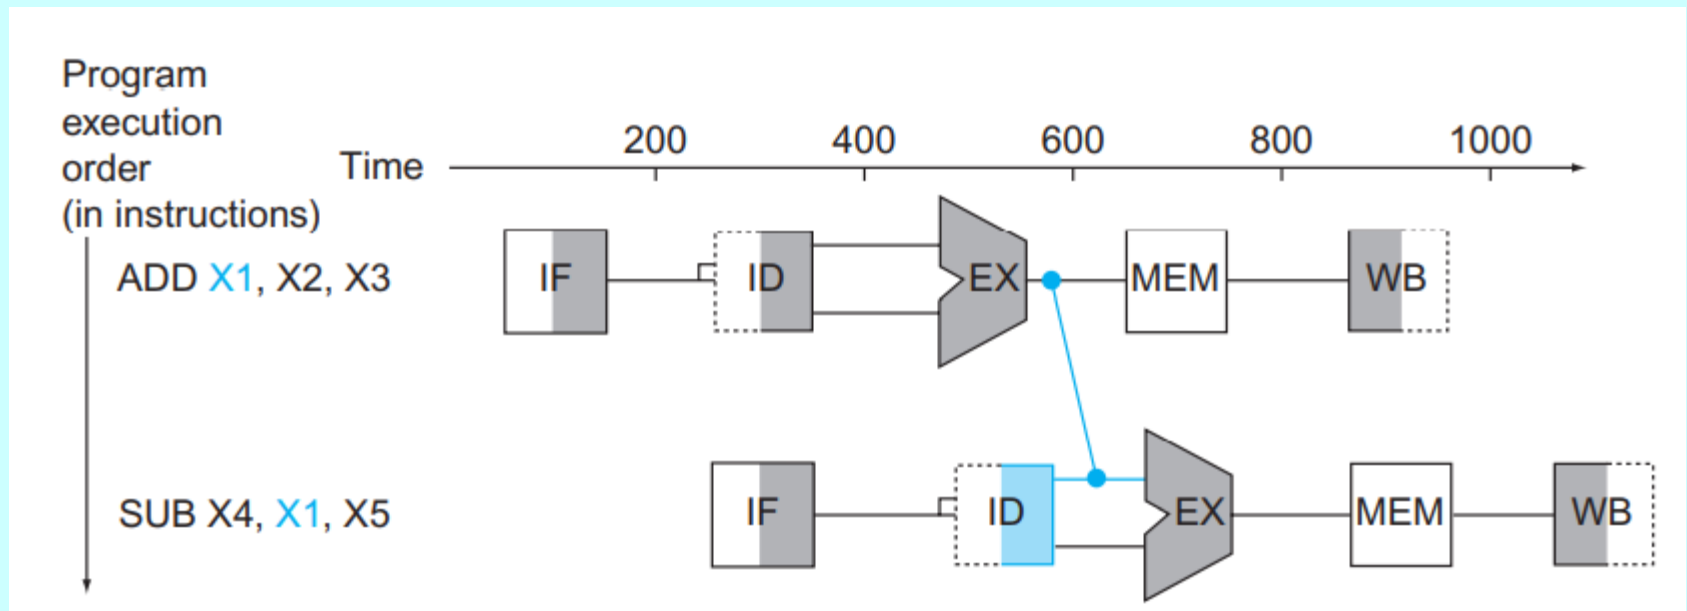 Program
execution
order
(in instructions)
Time
200 400 600 800 1000
ADD X1, X2, X3
IF ID EX MEM WB
SUB X4, X1, X5
IF ID EX MEM WB